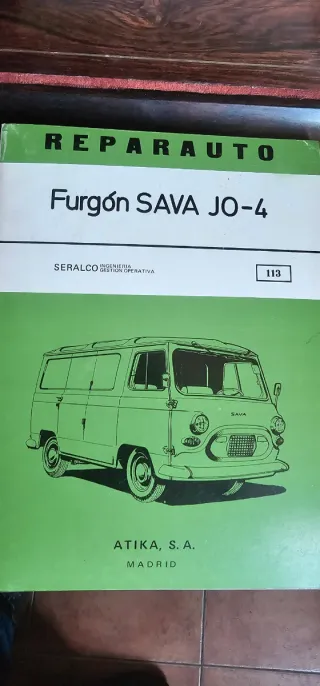 REPARAUTO
Furgón SAVA JO-4
SERALCO INGENIERIA
GESTION OPERATIVA
113
SAVA
ATIKA, S.A.
MADRID